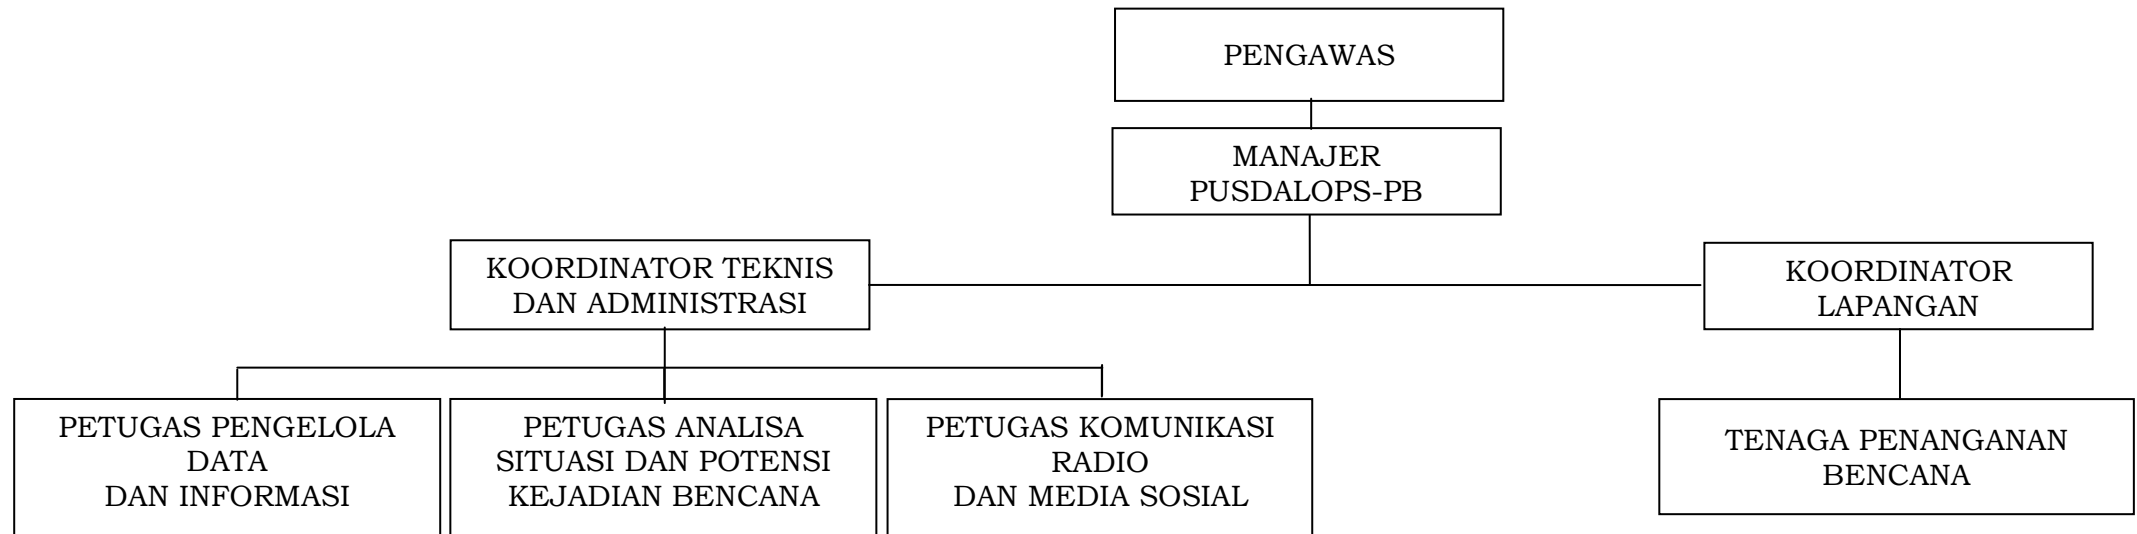 PENGAWAS
MANAJER
PUSDALOPS-PB
KOORDINATOR TEKNIS
DAN ADMINISTRASI
KOORDINATOR
LAPANGAN
PETUGAS PENGELOLA
DATA
DAN INFORMASI
PETUGAS ANALISA
SITUASI DAN POTENSI
KEJADIAN BENCANA
PETUGAS KOMUNIKASI
RADIO
DAN MEDIA SOSIAL
TENAGA PENANGANAN
BENCANA